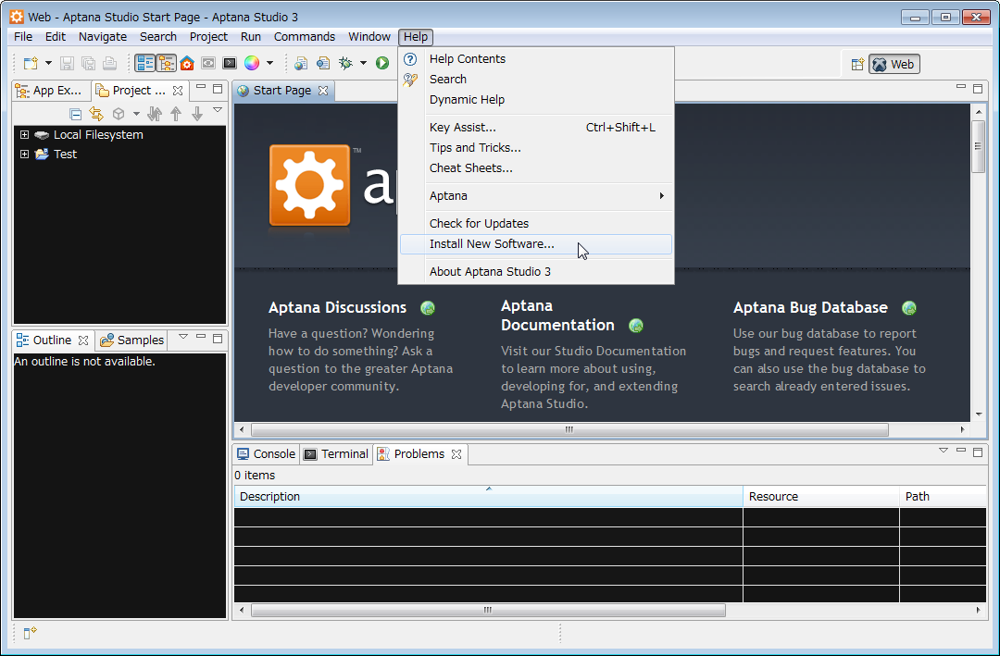 Web - Aptana Studio Start Page - Aptana Studio 3
File Edit Navigate Search Project Run Commands Window Help
Help Contents
Search
Dynamic Help
Key Assist... Ctrl+Shift+L
Tips and Tricks...
Cheat Sheets...
Aptana
Check for Updates
Install New Software...
About Aptana Studio 3
Web
App Ex... Project ...
Local Filesystem
Test
Outline Samples
An outline is not available.
Start Page
ap
TM
Aptana Discussions
Have a question? Wondering
how to do something? Ask a
question to the greater Aptana
developer community.
Aptana
Documentation
Visit our Studio Documentation
to learn more about using,
developing for, and extending
Aptana Studio.
Aptana Bug Database
Use our bug database to report
bugs and request features. You
can also use the bug database to
search already entered issues.
Console Terminal Problems
0 items
Description Resource Path